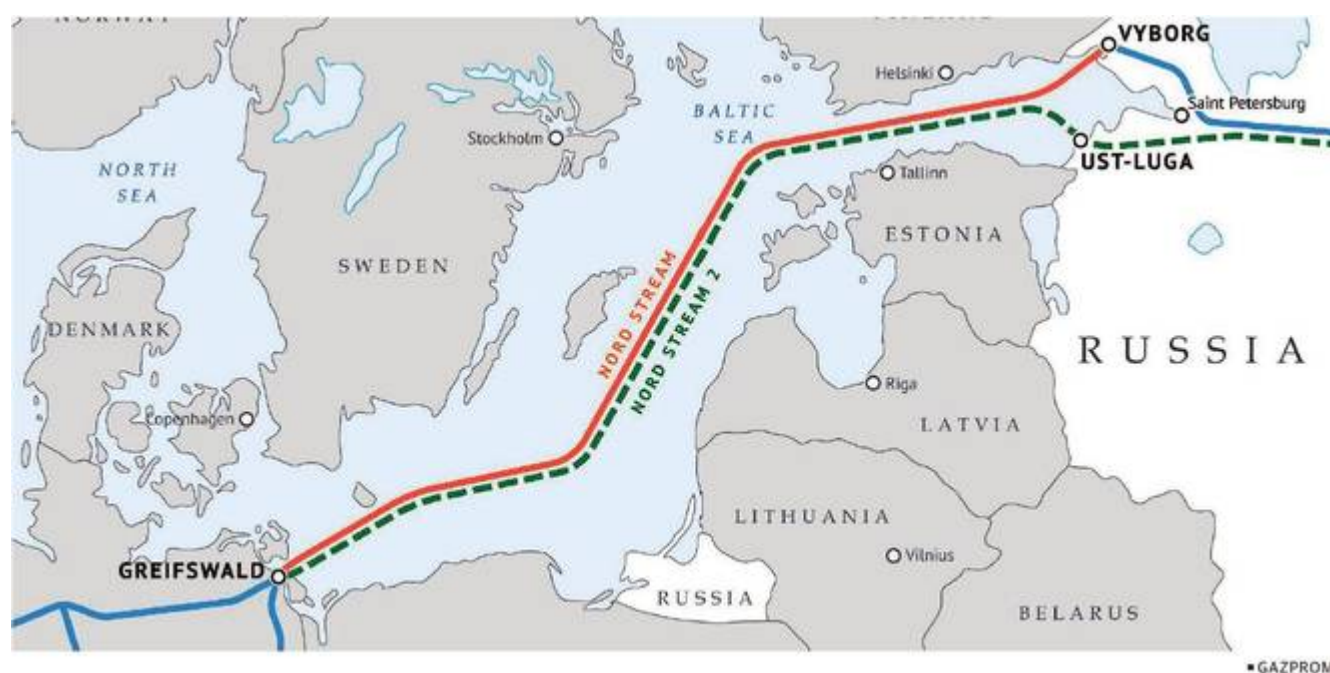 NORWAY
VYBORG
Helsinki
BALTIC
SEA
Saint Petersburg
Stockholm
NORTH
SEA
UST-LUGA
Tallinn
ESTONIA
SWEDEN
NORD STREAM
NORD STREAM 2
DENMARK
RUSSIA
Riga
Copenhagen
LATVIA
LITHUANIA
Vilnius
GREIFSWALD
RUSSIA
BELARUS
▪ GAZPROM